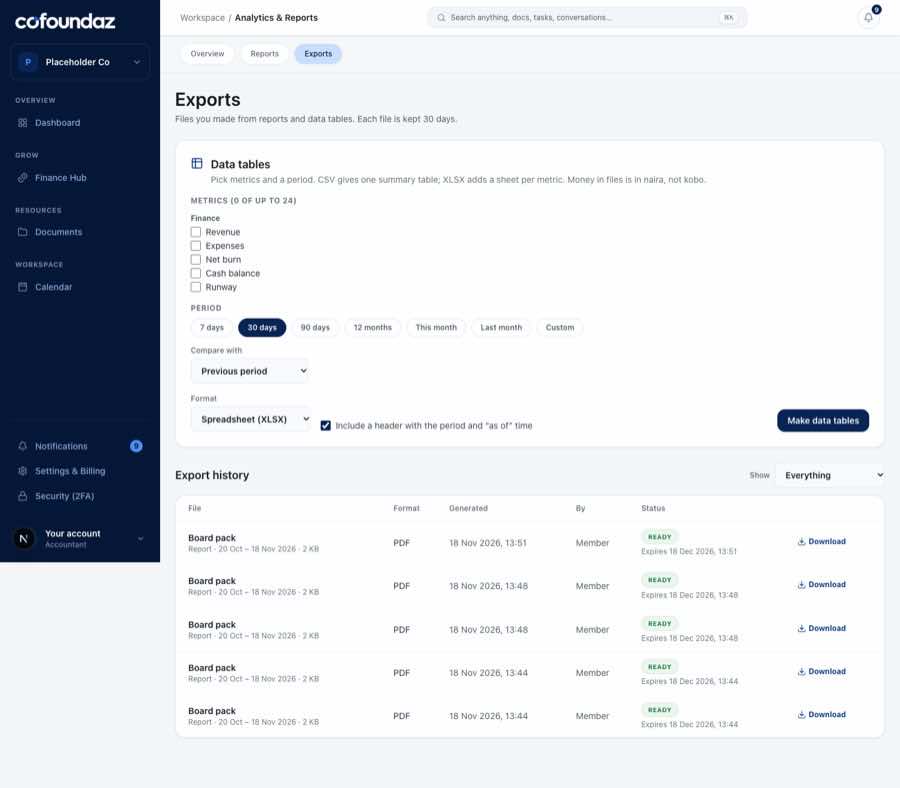 cofoundaz
P Placeholder Co
OVERVIEW
Dashboard
GROW
Finance Hub
RESOURCES
Documents
WORKSPACE
Calendar
Notifications 9
Settings & Billing
Security (2FA)
N Your account
Accountant
Workspace / Analytics & Reports
Search anything, docs, tasks, conversations... ⌘K
9
Overview Reports Exports
Exports
Files you made from reports and data tables. Each file is kept 30 days.
Data tables
Pick metrics and a period. CSV gives one summary table; XLSX adds a sheet per metric. Money in files is in naira, not kobo.
METRICS (0 OF UP TO 24)
Finance
Revenue
Expenses
Net burn
Cash balance
Runway
PERIOD
7 days 30 days 90 days 12 months This month Last month Custom
Compare with
Previous period
Format
Spreadsheet (XLSX) Include a header with the period and "as of" time Make data tables
Export history Show Everything
File Format Generated By Status
Board pack
Report · 20 Oct – 18 Nov 2026 · 2 KB
PDF 18 Nov 2026, 13:51 Member
READY
Expires 18 Dec 2026, 13:51
Download
Board pack
Report · 20 Oct – 18 Nov 2026 · 2 KB
PDF 18 Nov 2026, 13:48 Member
READY
Expires 18 Dec 2026, 13:48
Download
Board pack
Report · 20 Oct – 18 Nov 2026 · 2 KB
PDF 18 Nov 2026, 13:48 Member
READY
Expires 18 Dec 2026, 13:48
Download
Board pack
Report · 20 Oct – 18 Nov 2026 · 2 KB
PDF 18 Nov 2026, 13:44 Member
READY
Expires 18 Dec 2026, 13:44
Download
Board pack
Report · 20 Oct – 18 Nov 2026 · 2 KB
PDF 18 Nov 2026, 13:44 Member
READY
Expires 18 Dec 2026, 13:44
Download